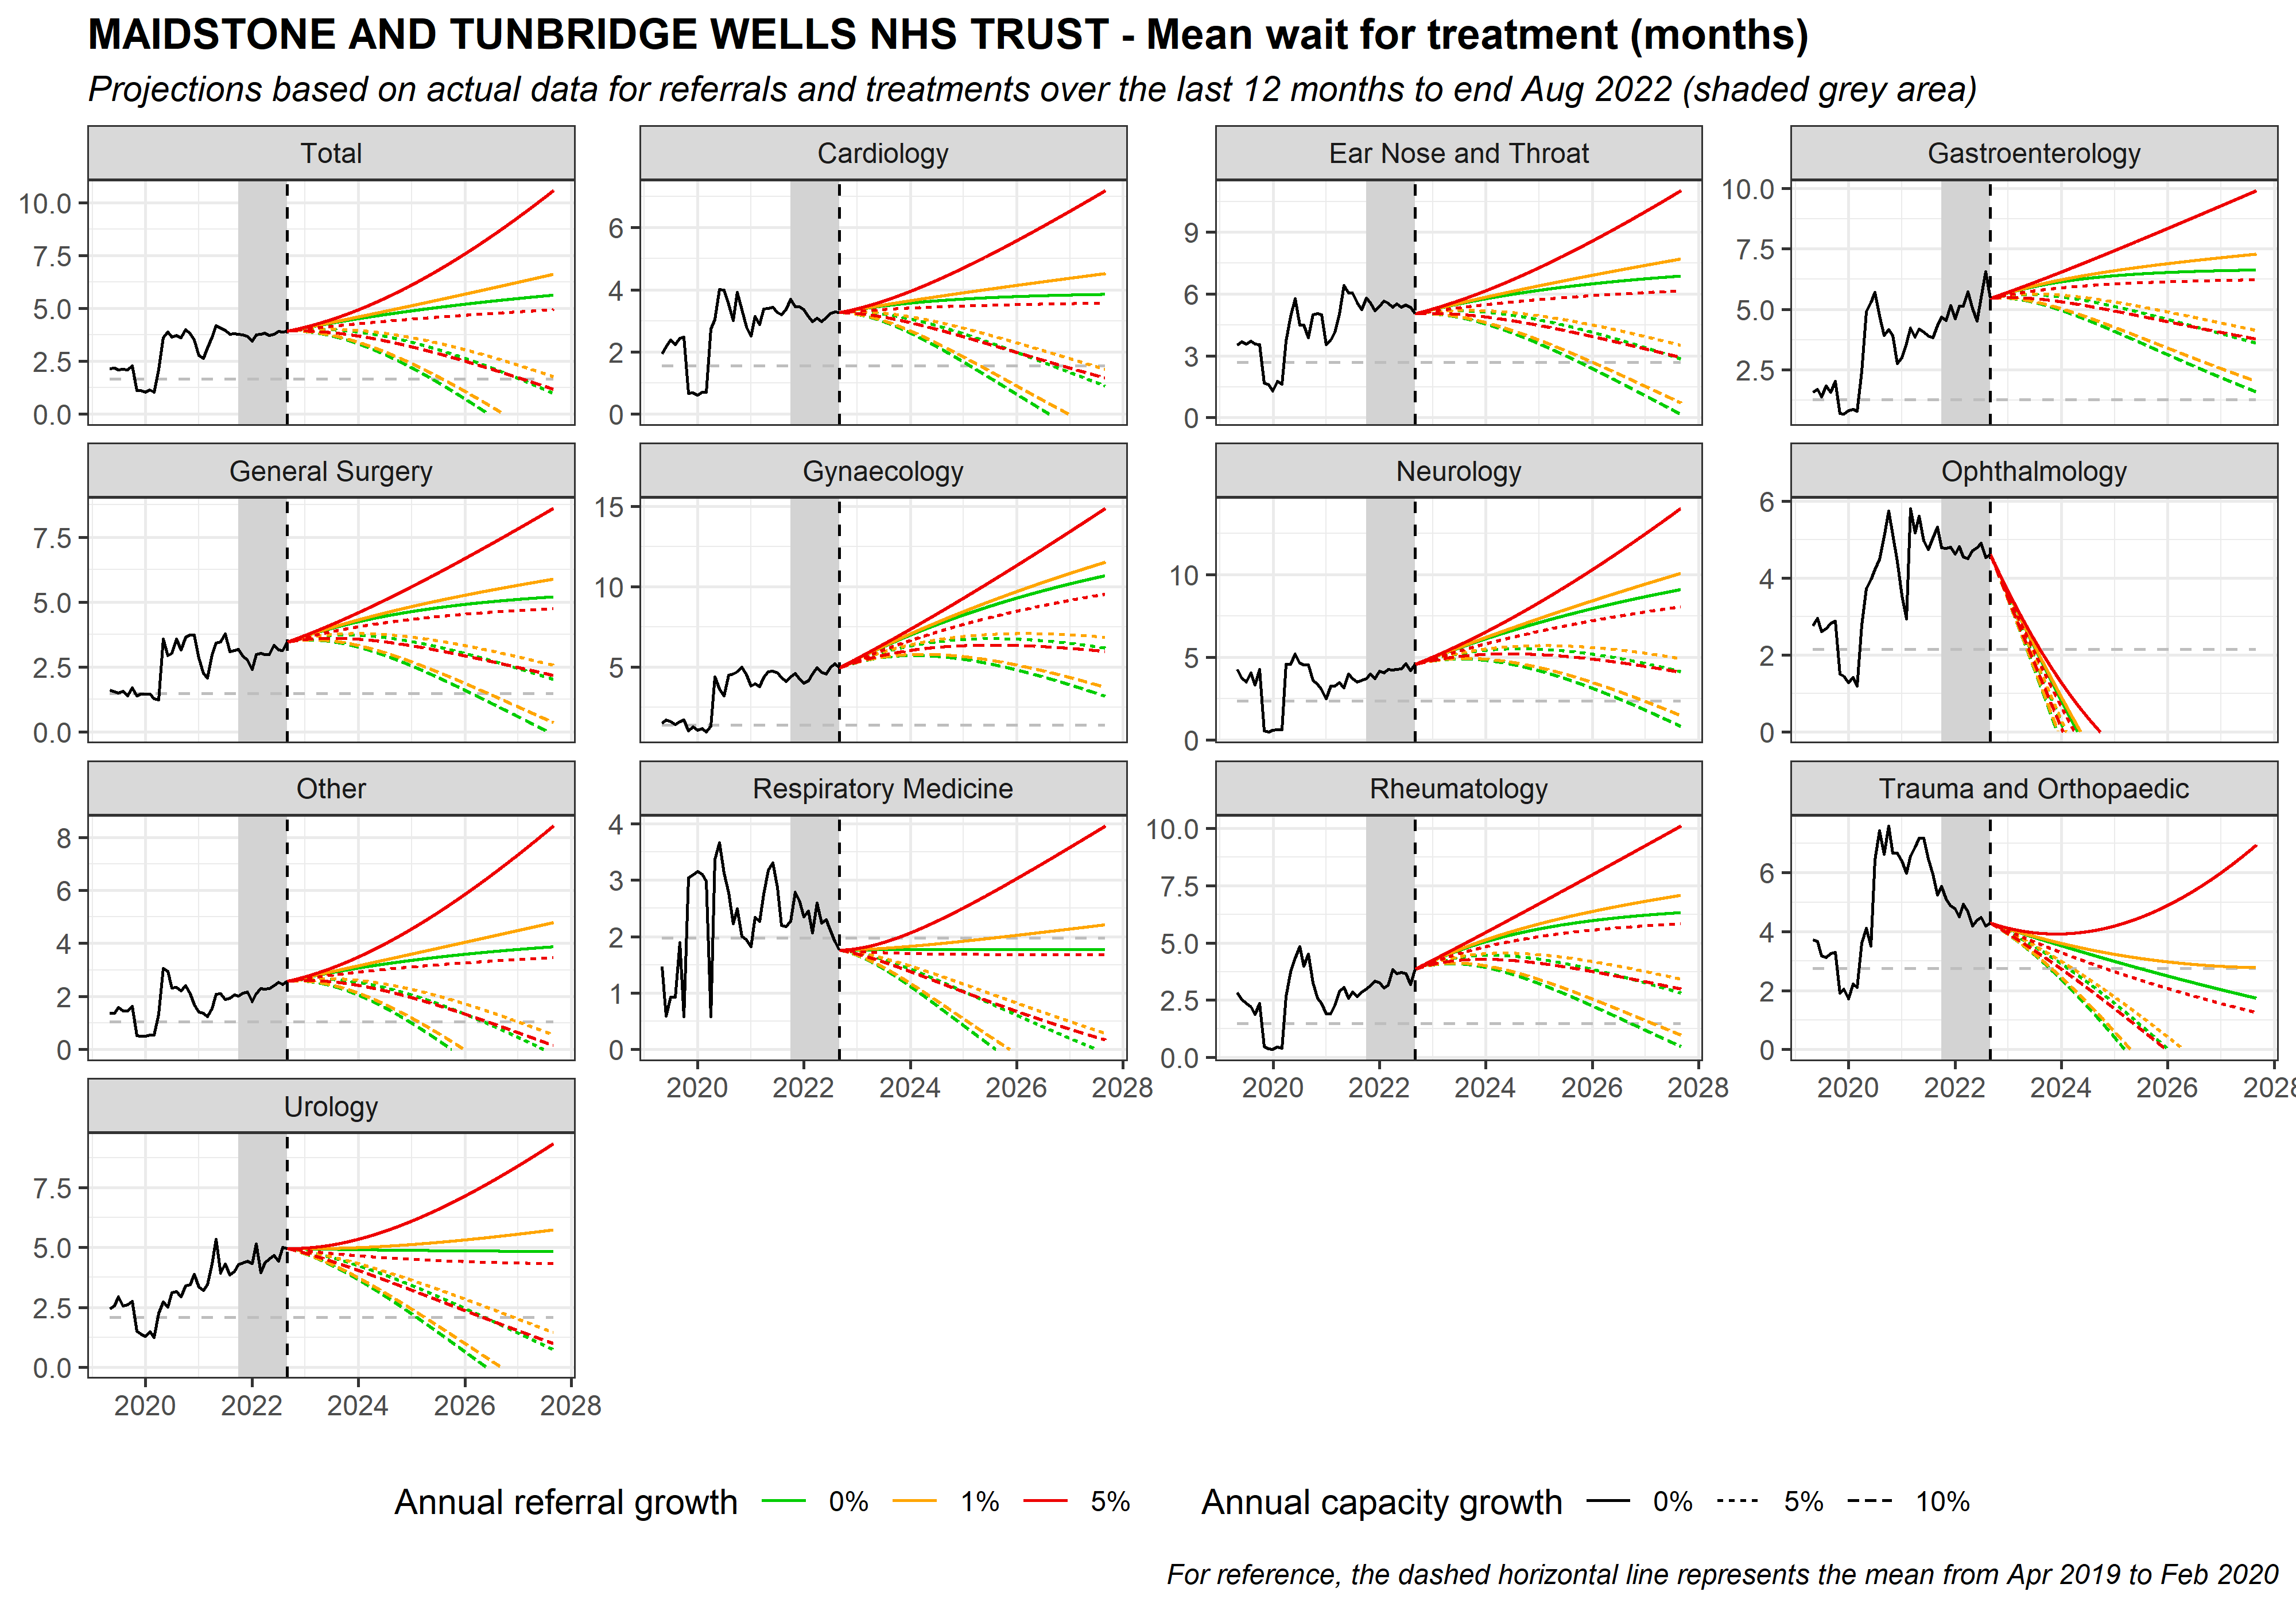 MAIDSTONE AND TUNBRIDGE WELLS NHS TRUST - Mean wait for treatment (months)
Projections based on actual data for referrals and treatments over the last 12 months to end Aug 2022 (shaded grey area)
Total
10.0
7.5
5.0
2.5
0.0
Cardiology
6
4
2
0
Ear Nose and Throat
9
6
3
0
Gastroenterology
10.0
7.5
5.0
2.5
General Surgery
7.5
5.0
2.5
0.0
Gynaecology
15
10
5
Neurology
10
5
0
Ophthalmology
6
4
2
0
Other
8
6
4
2
0
Respiratory Medicine
4
3
2
1
0
2020 2022 2024 2026 2028
Rheumatology
10.0
7.5
5.0
2.5
0.0
2020 2022 2024 2026 2028
Trauma and Orthopaedic
6
4
2
0
2020 2022 2024 2026 2028
Urology
7.5
5.0
2.5
0.0
2020 2022 2024 2026 2028
Annual referral growth 0% 1% 5% Annual capacity growth 0% 5% 10%
For reference, the dashed horizontal line represents the mean from Apr 2019 to Feb 2020